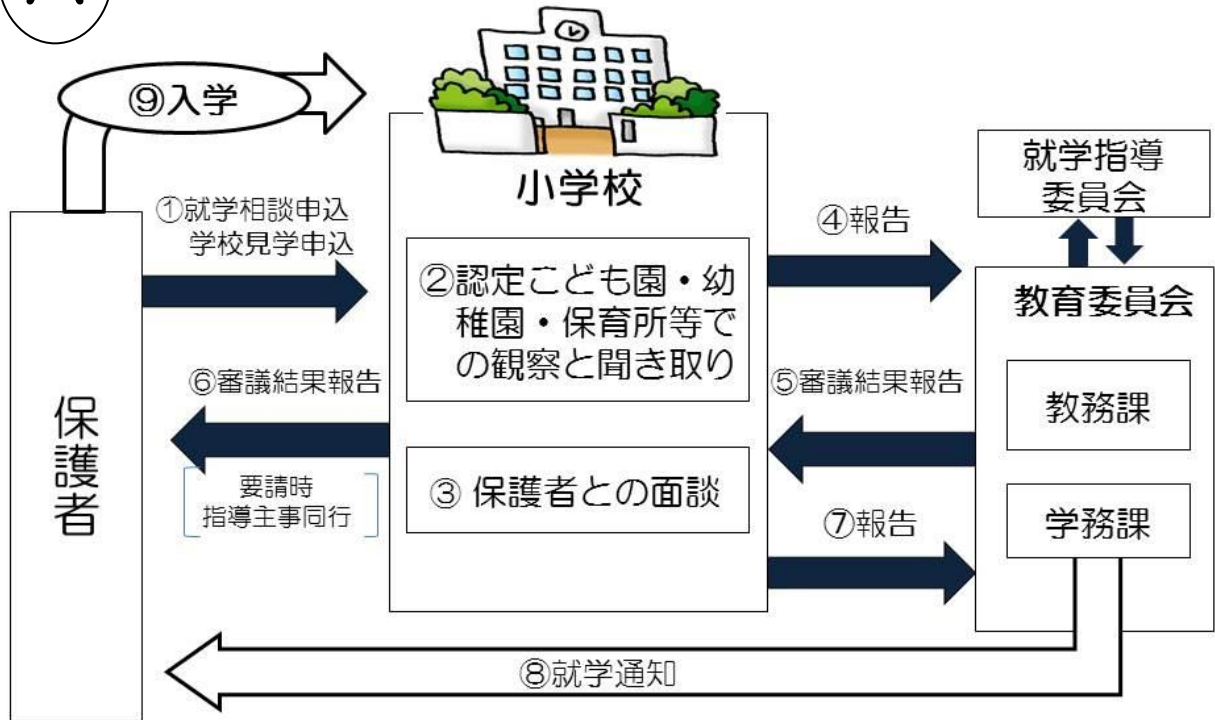 ⑨入学
小学校
就学指導
委員会
①就学相談申込
学校見学申込
④報告
②認定こども園・幼
稚園・保育所等で
の観察と聞き取り
教育委員会
⑥審議結果報告
⑤審議結果報告
教務課
保護者
要請時
指導主事同行
③ 保護者との面談
⑦報告
学務課
⑧就学通知